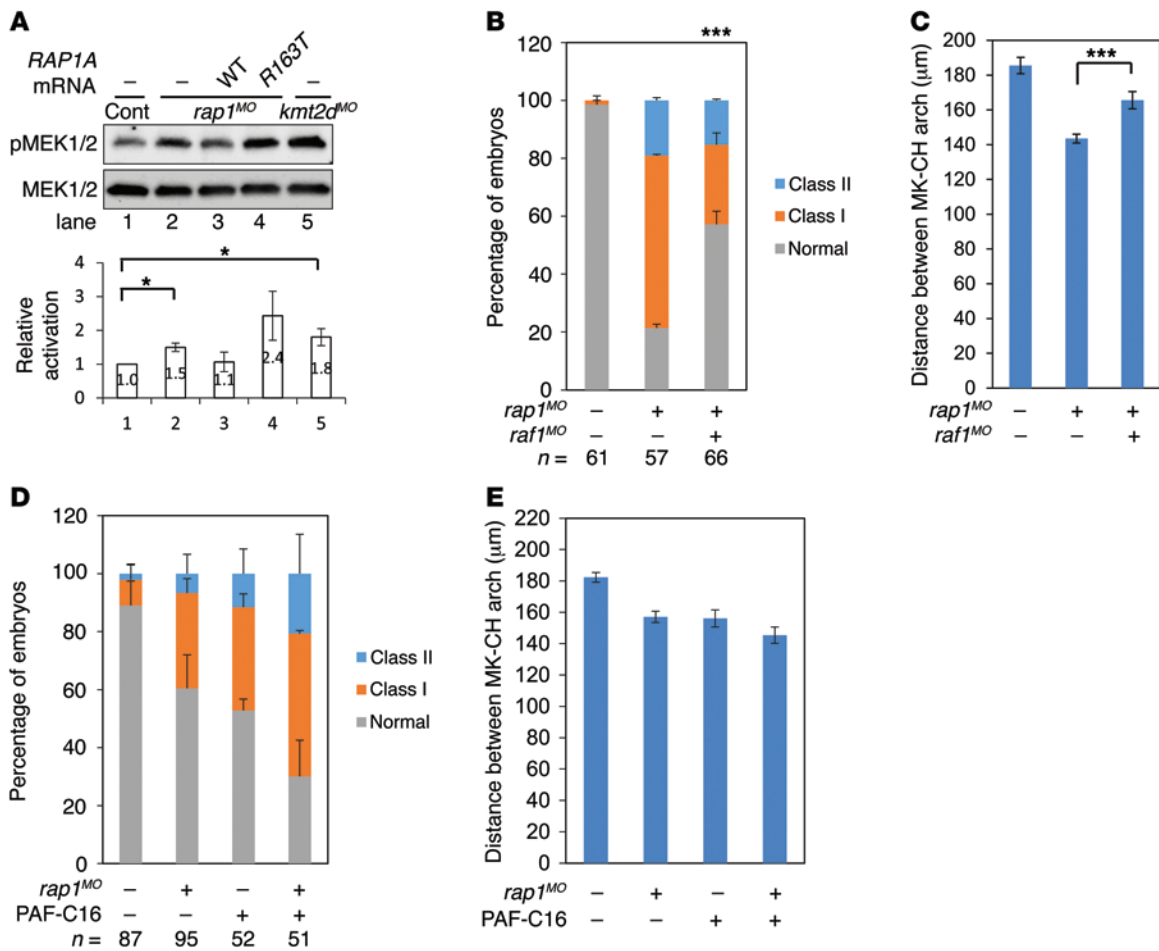 A
RAP1A
mRNA
– – WT R163T –
Cont rap1MO kmt2dMO
pMEK1/2
MEK1/2
lane 1 2 3 4 5
Relative activation
4
3
2
1
0
* *
1.0 1.5 1.1 2.4 1.8
1 2 3 4 5
B
***
Percentage of embryos
120
100
80
60
40
20
0
Class II
Class I
Normal
rap1MO – + +
raf1MO – – +
n = 61 57 66
C
***
Distance between MK-CH arch (μm)
200
180
160
140
120
100
80
60
40
20
0
rap1MO – + +
raf1MO – – +
D
Percentage of embryos
120
100
80
60
40
20
0
Class II
Class I
Normal
rap1MO – + – +
PAF-C16 – – + +
n = 87 95 52 51
E
Distance between MK-CH arch (μm)
220
200
180
160
140
120
100
80
60
40
20
0
rap1MO – + – +
PAF-C16 – – + +